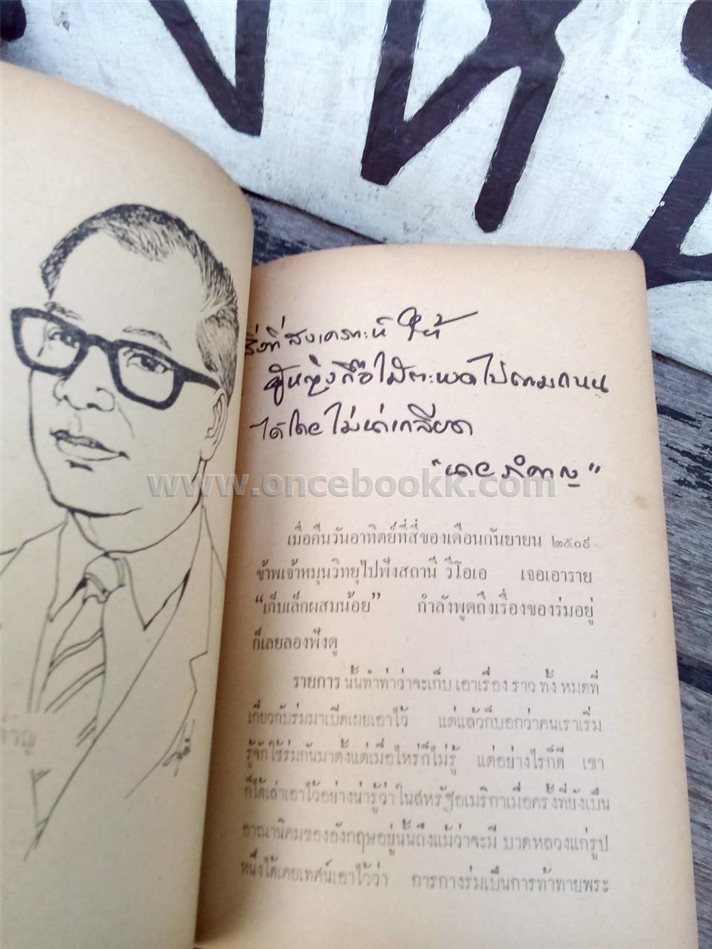 สิ่งที่สงเคราะห์ให้
ผู้หญิงถือไม้ตะพดไปตามถนน
ได้โดยไม่น่าเกลียด
"นายรำคาญ"
www.oncebookk.com
เมื่อคืนวันอาทิตย์ที่สี่ของเดือนกันยายน ๒๕๐๙
ข้าพเจ้าหมุนวิทยุไปฟังสถานี วีโอเอ เจอเอาราย
"เก็บเล็กผสมน้อย" กำลังพูดถึงเรื่องของร่มอยู่
ก็เลยลองฟังดู
รายการ นั้นทำท่าว่าจะเก็บ เอาเรื่อง ราว ทั้ง หมดที่
เกี่ยวกับร่มมาเปิดเผยเอาไว้ แต่แล้วก็บอกว่าคนเราเริ่ม
รู้จักใช้ร่มกันมาตั้งแต่เมื่อไหร่ก็ไม่รู้ แต่อย่างไรก็ดี เขา
ก็ได้เล่าเอาไว้อย่างน่ารู้ว่าในสหรัฐอเมริกาเมื่อครั้งที่ยังเป็น
อาณานิคมของอังกฤษอยู่นั้นถึงแม้ว่าจะมี บาดหลวงแก่รูป
หนึ่งได้เคยเทศน์เอาไว้ว่า การกางร่มเป็นการท้าทายพระ